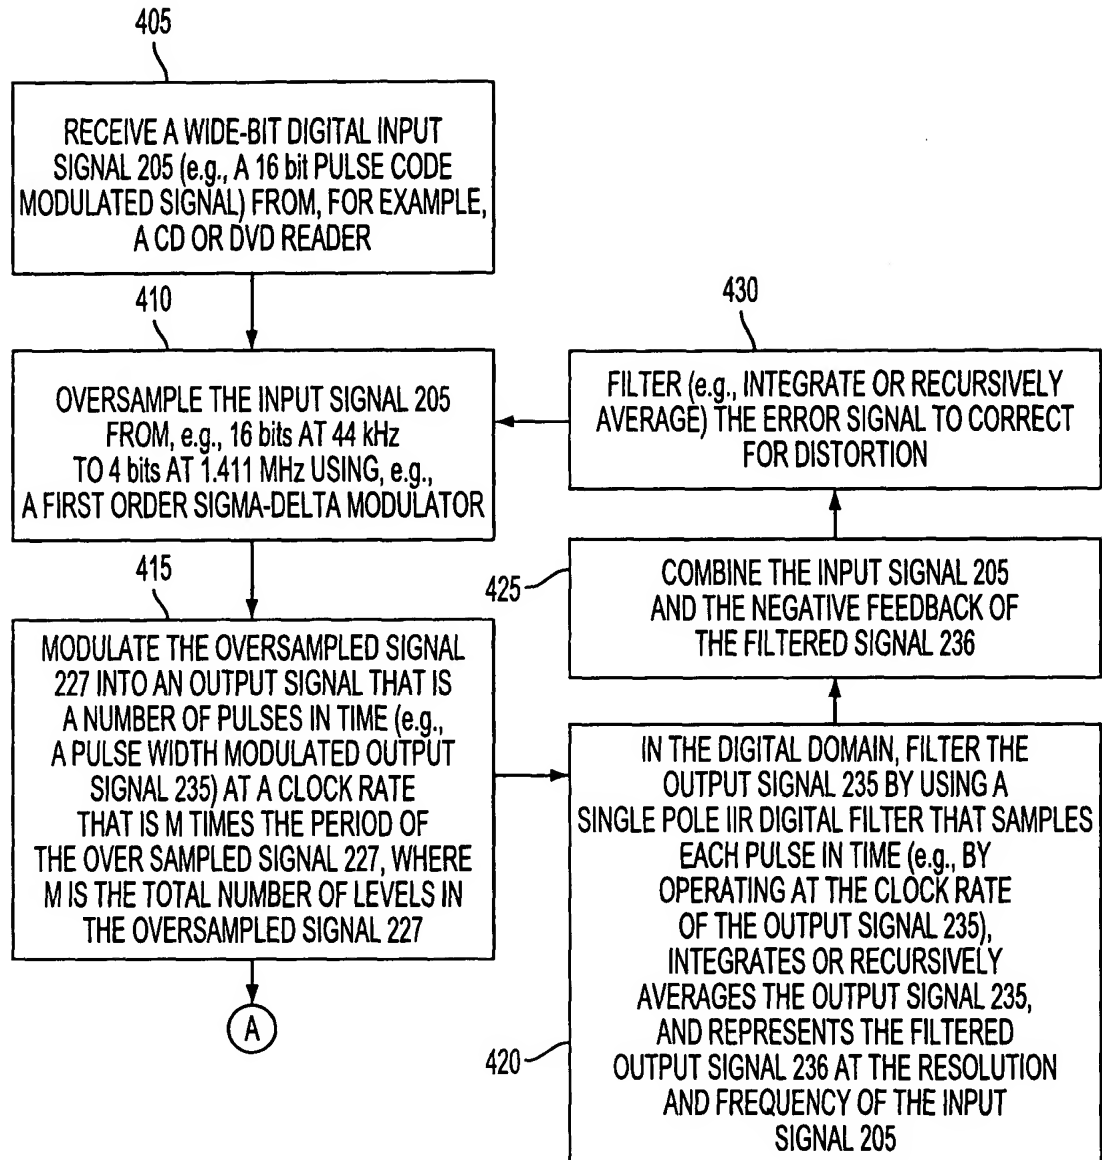 405
RECEIVE A WIDE-BIT DIGITAL INPUT
SIGNAL 205 (e.g., A 16 bit PULSE CODE
MODULATED SIGNAL) FROM, FOR EXAMPLE,
A CD OR DVD READER
410
OVERSAMPLE THE INPUT SIGNAL 205
FROM, e.g., 16 bits AT 44 kHz
TO 4 bits AT 1.411 MHz USING, e.g.,
A FIRST ORDER SIGMA-DELTA MODULATOR
415
MODULATE THE OVERSAMPLED SIGNAL
227 INTO AN OUTPUT SIGNAL THAT IS
A NUMBER OF PULSES IN TIME (e.g.,
A PULSE WIDTH MODULATED OUTPUT
SIGNAL 235) AT A CLOCK RATE
THAT IS M TIMES THE PERIOD OF
THE OVER SAMPLED SIGNAL 227, WHERE
M IS THE TOTAL NUMBER OF LEVELS IN
THE OVERSAMPLED SIGNAL 227
A
430
FILTER (e.g., INTEGRATE OR RECURSIVELY
AVERAGE) THE ERROR SIGNAL TO CORRECT
FOR DISTORTION
425
COMBINE THE INPUT SIGNAL 205
AND THE NEGATIVE FEEDBACK OF
THE FILTERED SIGNAL 236
IN THE DIGITAL DOMAIN, FILTER THE
OUTPUT SIGNAL 235 BY USING A
SINGLE POLE IIR DIGITAL FILTER THAT SAMPLES
EACH PULSE IN TIME (e.g., BY
OPERATING AT THE CLOCK RATE
OF THE OUTPUT SIGNAL 235),
INTEGRATES OR RECURSIVELY
AVERAGES THE OUTPUT SIGNAL 235,
AND REPRESENTS THE FILTERED
OUTPUT SIGNAL 236 AT THE RESOLUTION
AND FREQUENCY OF THE INPUT
SIGNAL 205
420